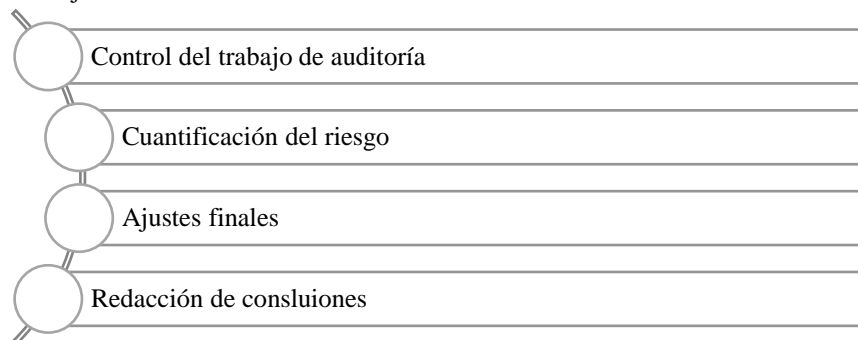 Control del trabajo de auditoría
Cuantificación del riesgo
Ajustes finales
Redacción de consluiones